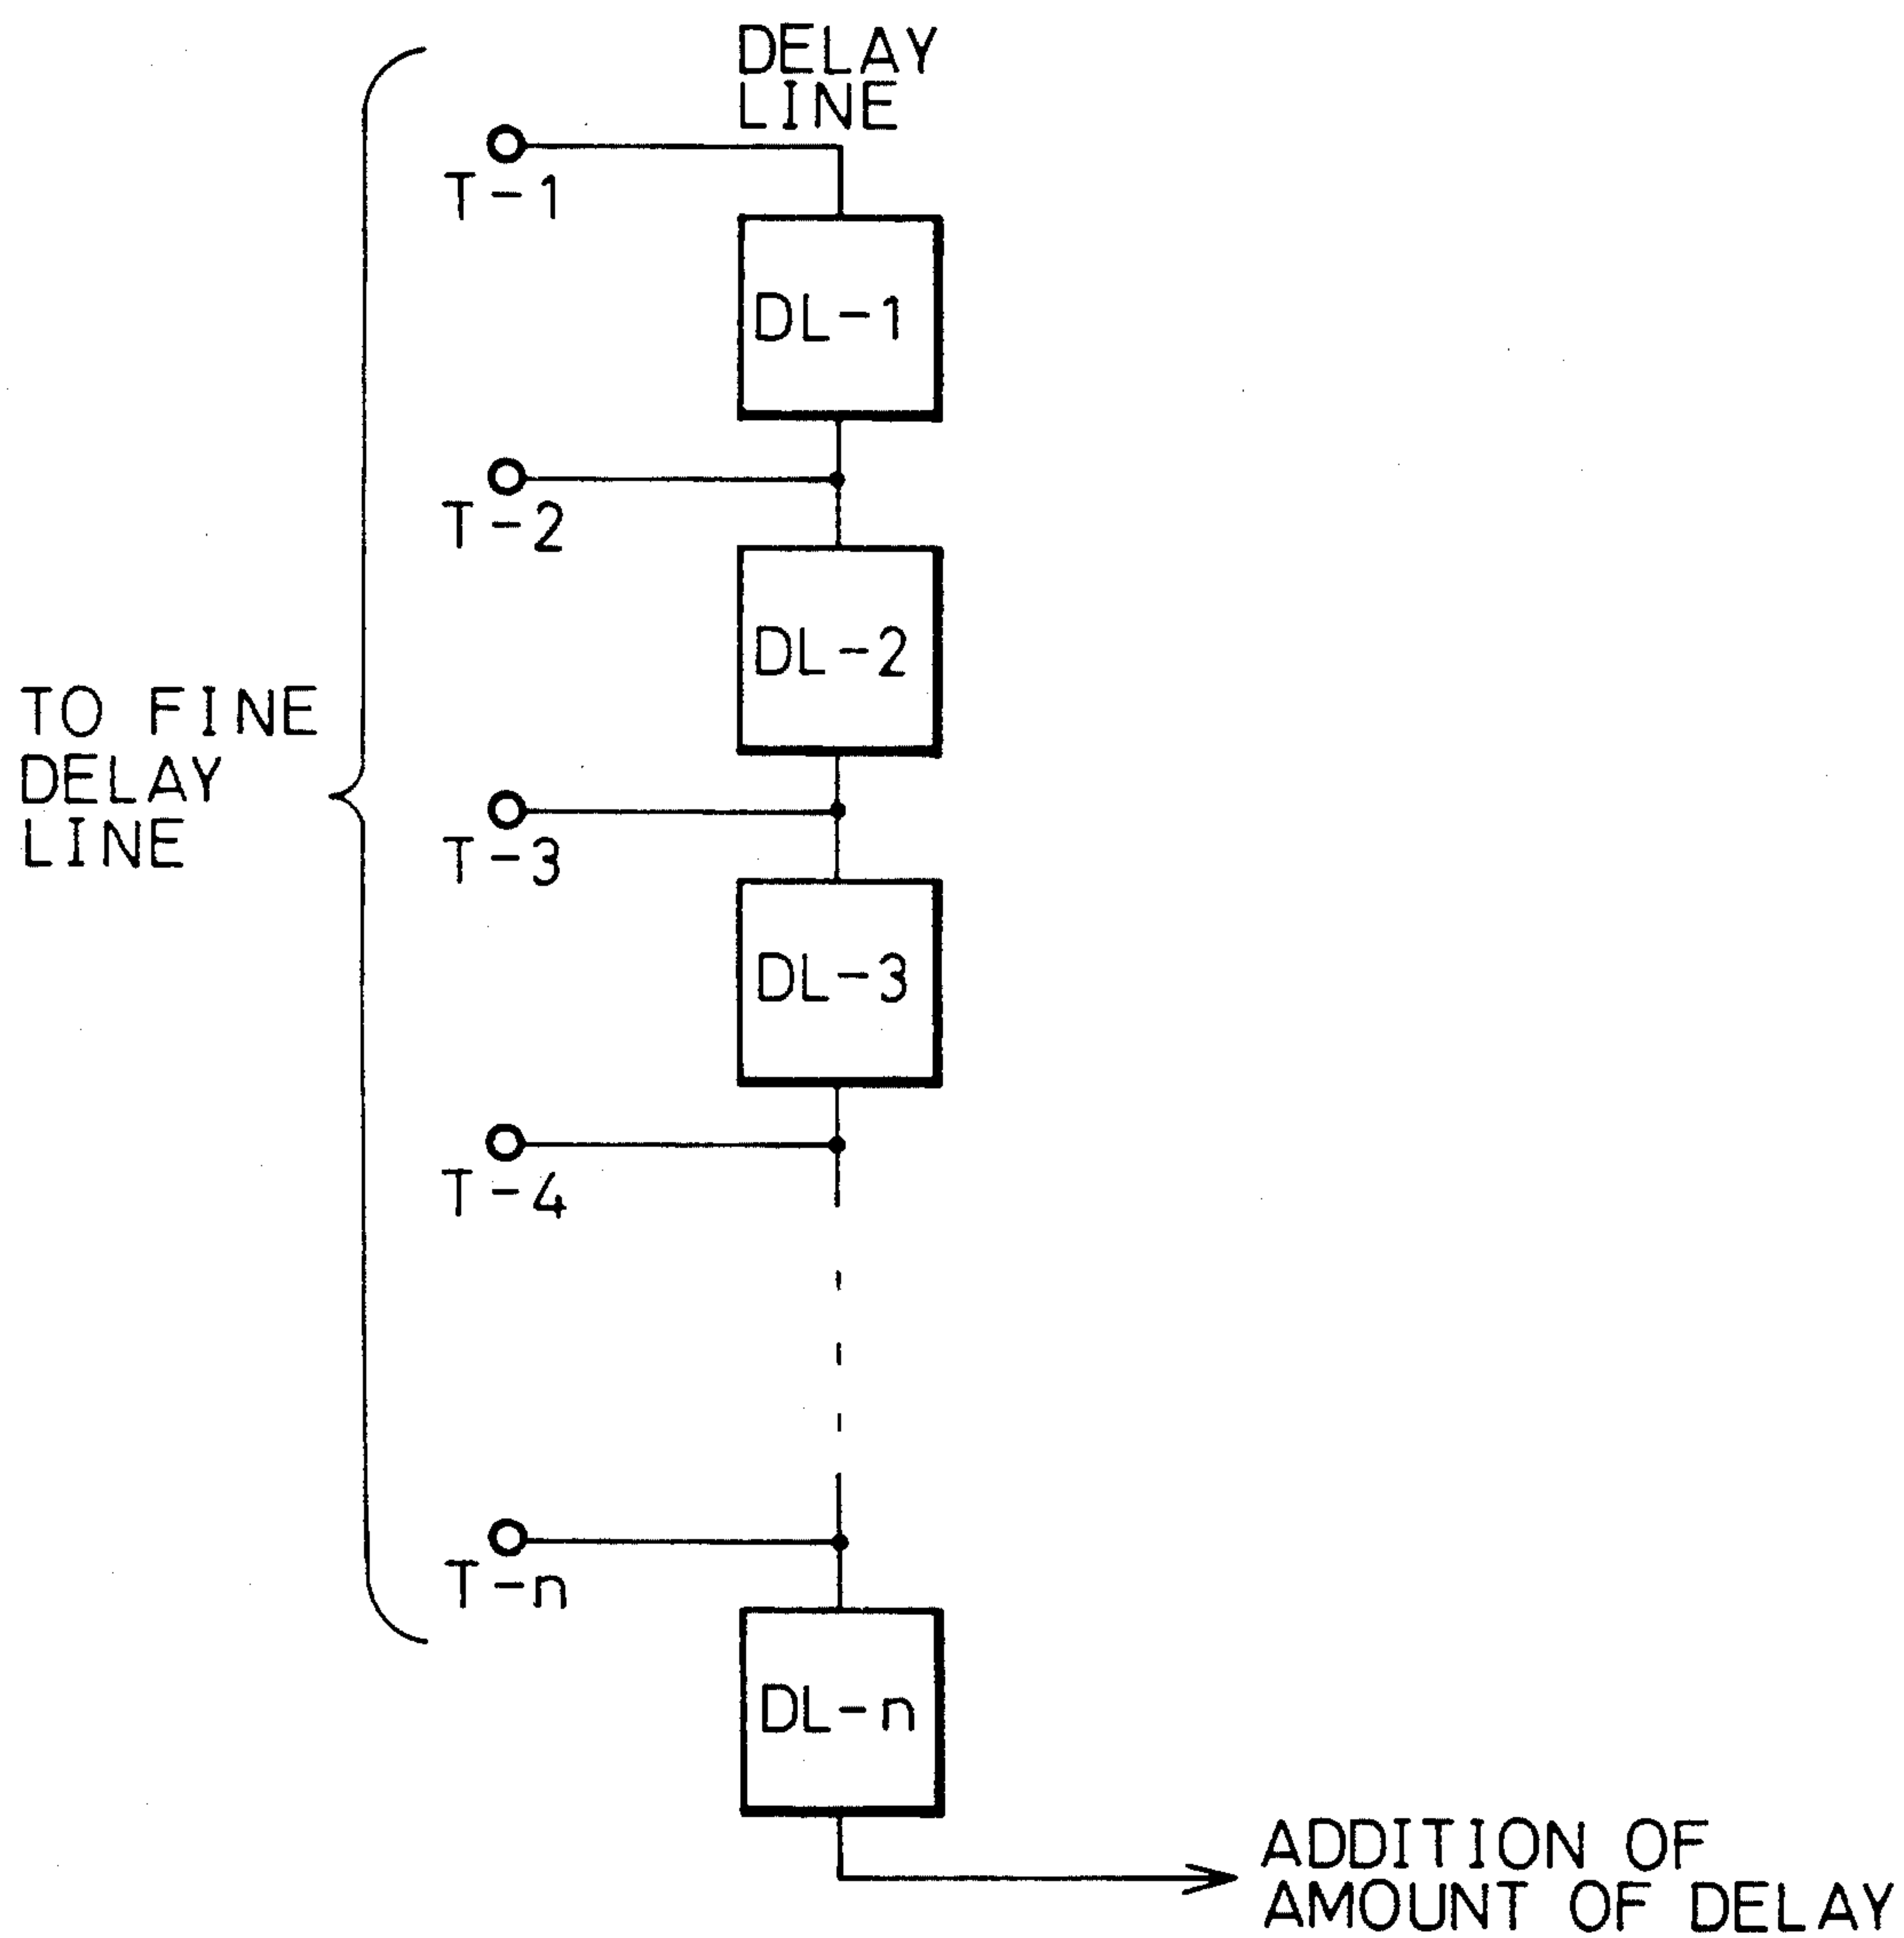 DELAY
LINE
T-1
DL-1
T-2
DL-2
TO FINE
DELAY
LINE
T-3
DL-3
T-4
T-n
DL-n
ADDITION OF
AMOUNT OF DELAY